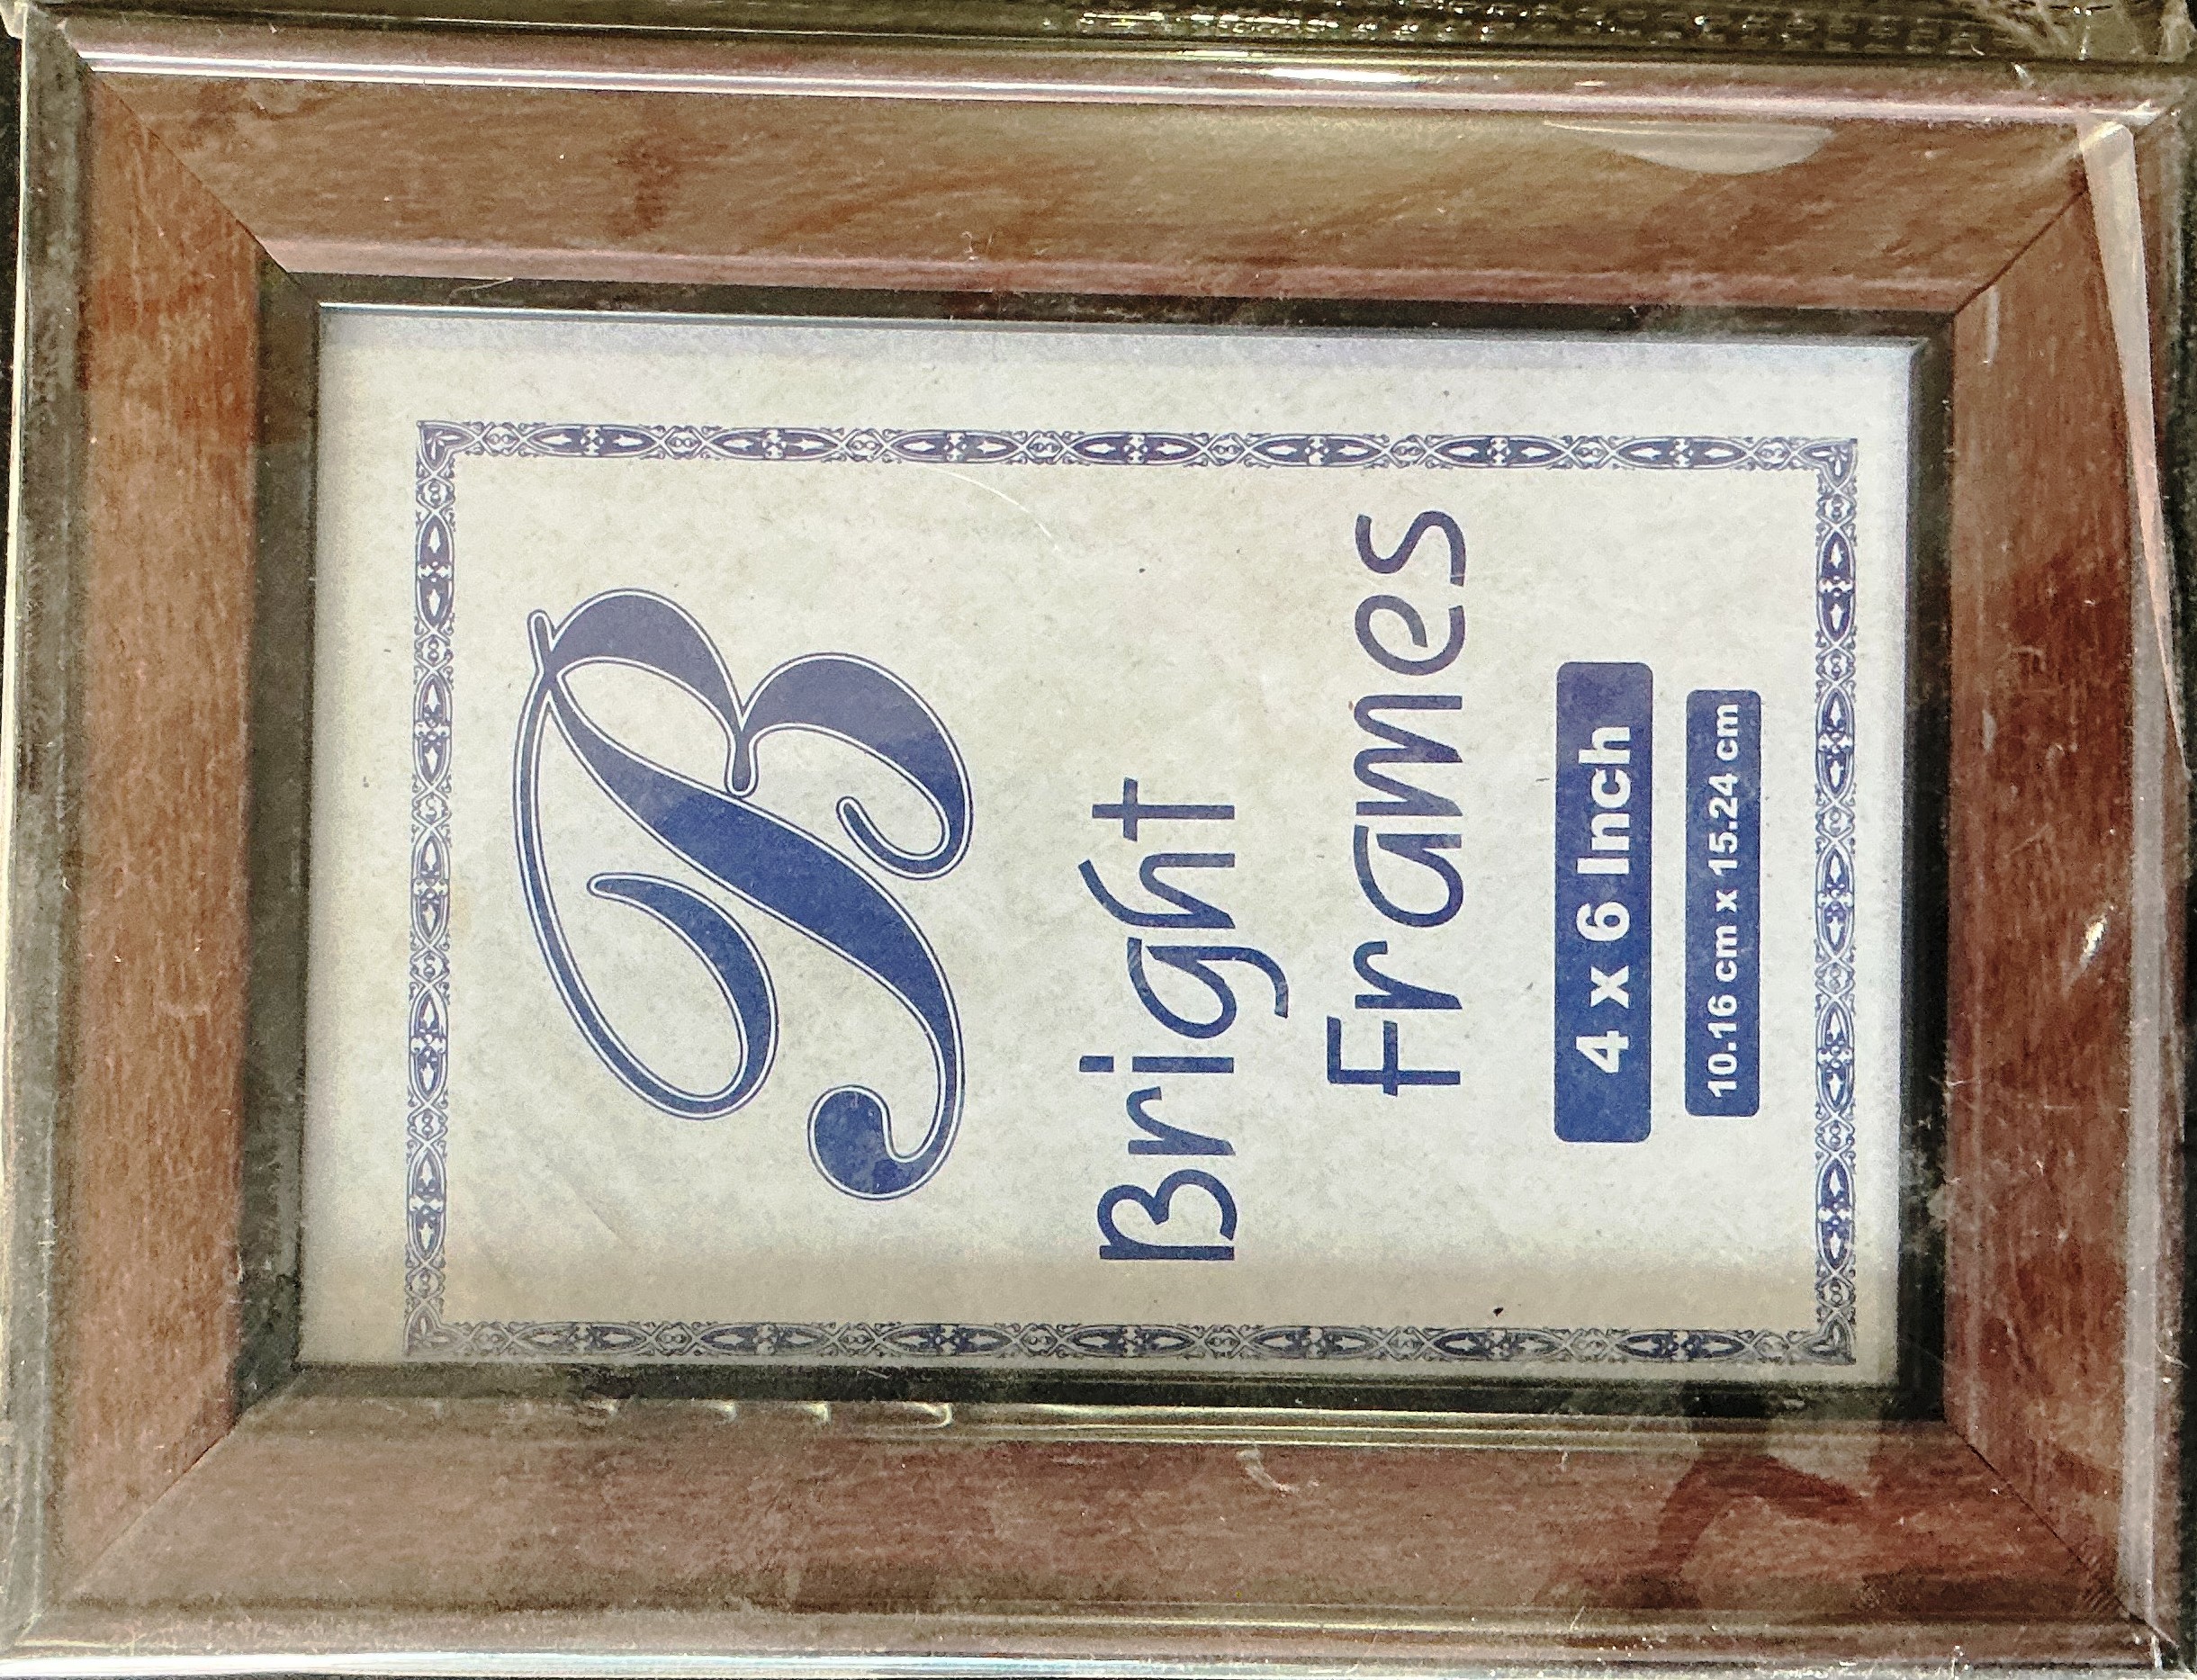 B
Bright
Frames
4 x 6 Inch
10.16 cm x 15.24 cm